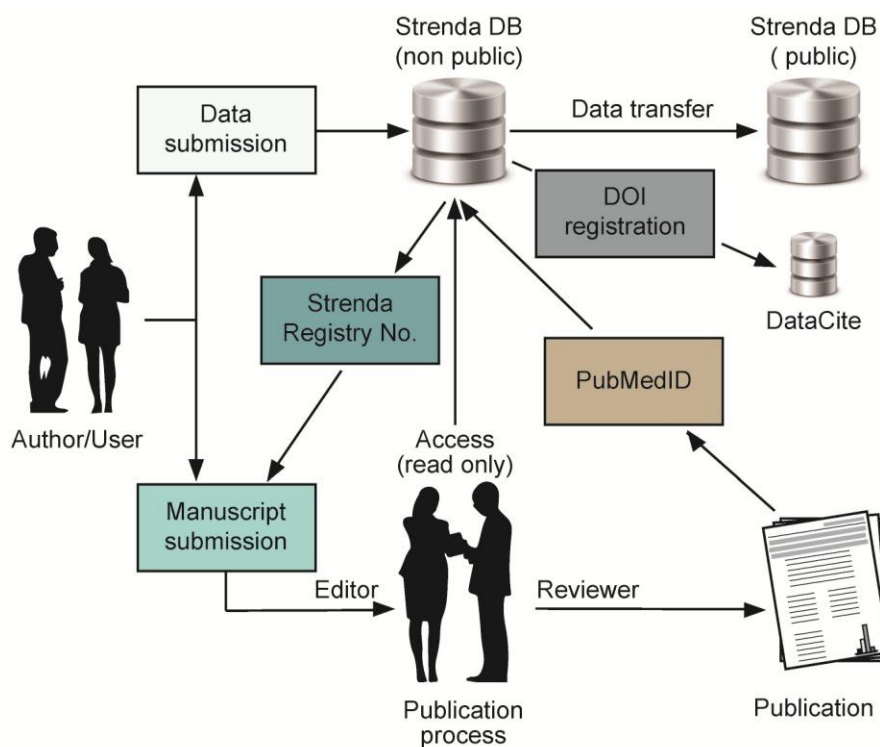 Strenda DB
(non public)
Strenda DB
( public)
Data
submission
Data transfer
DOI
registration
DataCite
Strenda
Registry No.
PubMedID
Author/User
Access
(read only)
Manuscript
submission
Editor
Reviewer
Publication
process
Publication